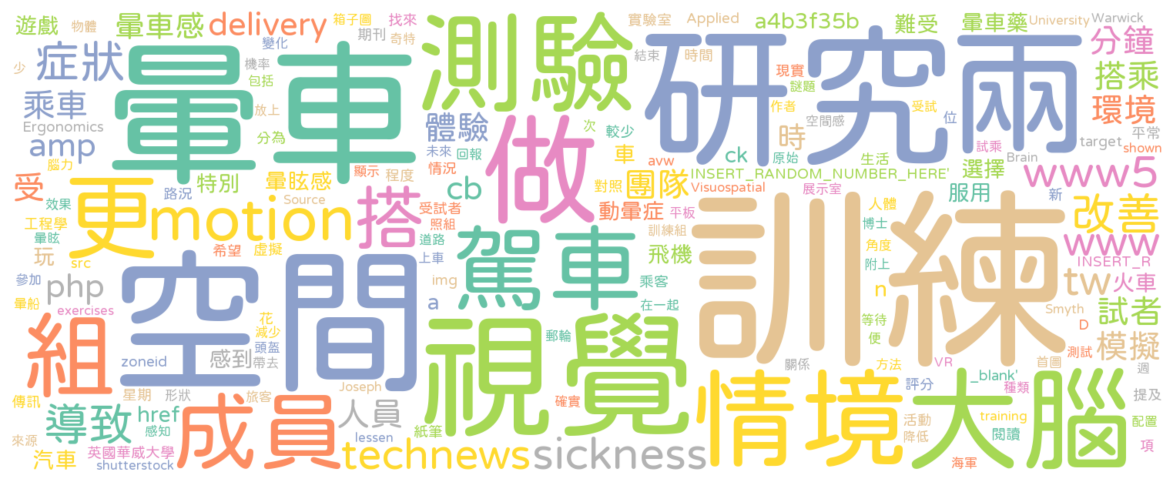 遊戲
物體
暈車感
delivery
箱子圖
找來
期刊
奇特
變化
少
症狀
機率
包括
乘車
放上
Ergonomics
分為
amp
腦力
特別
受
路況
效果
暈車
測驗
研究
兩
實驗室
Applied
a4b3f35b
難受
暈車藥
University
Warwick
結束
時間
分鐘
現實
謎題
搭乘
作者
受試
環境
空間感
位
平常
體驗
次
較少
時
試乘
target
shown
未來
回報
車
avw
ck
原始
生活
選擇
Brain
顯示
程度
情況
cb
INSERT_RANDOM_NUMBER_HERE'
www5
暈眩感
Source
對照
團隊
Visuospatial
展示室
服用
新
做
更
motion
搭
受試者
照組
動暈症
平板
訓練組
人體
改善
工程學
暈眩
玩
src
希望
虛擬
道路
上車
駕車
飛機
乘客
訓練
博士
角度
附上
www
INSERT_R
參加
php
空間
img
a
在一起
n
tw
火車
暈船
exercises
花
減少
頭盔
郵輪
等待
便
Smyth
D
試者
組
zoneid
感到
帶去
視覺
關係
方法
VR
首圖
測試
模擬
週
星期
形狀
Joseph
旅客
評分
_blank'
種類
提及
傳訊
導致
href
感知
成員
人員
確實
紙筆
情境
大腦
活動
降低
training
閱讀
配置
來源
英國華威大學
汽車
shutterstock
lessen
technews
sickness
海軍
項